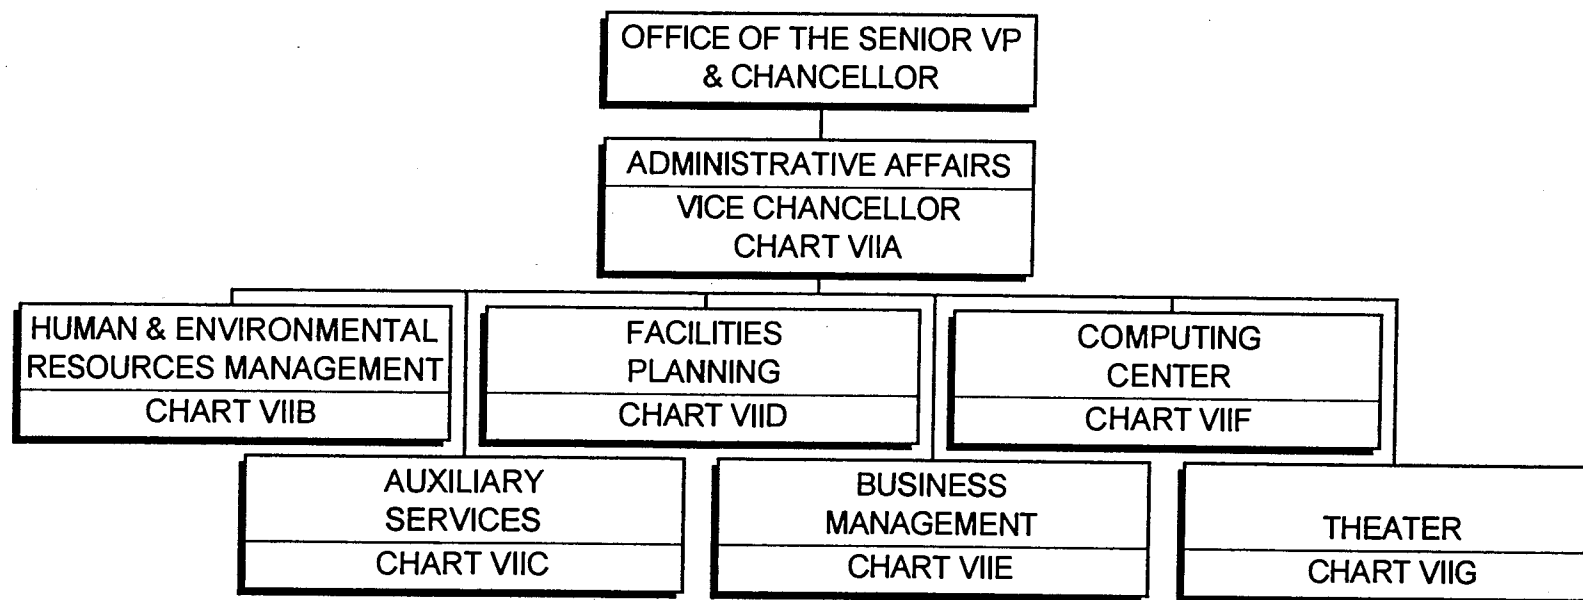 OFFICE OF THE SENIOR VP
& CHANCELLOR
ADMINISTRATIVE AFFAIRS
VICE CHANCELLOR
CHART VIIA
HUMAN & ENVIRONMENTAL
RESOURCES MANAGEMENT
CHART VIIB
FACILITIES
PLANNING
CHART VIID
COMPUTING
CENTER
CHART VIIF
AUXILIARY
SERVICES
CHART VIIC
BUSINESS
MANAGEMENT
CHART VIIE
THEATER
CHART VIIG